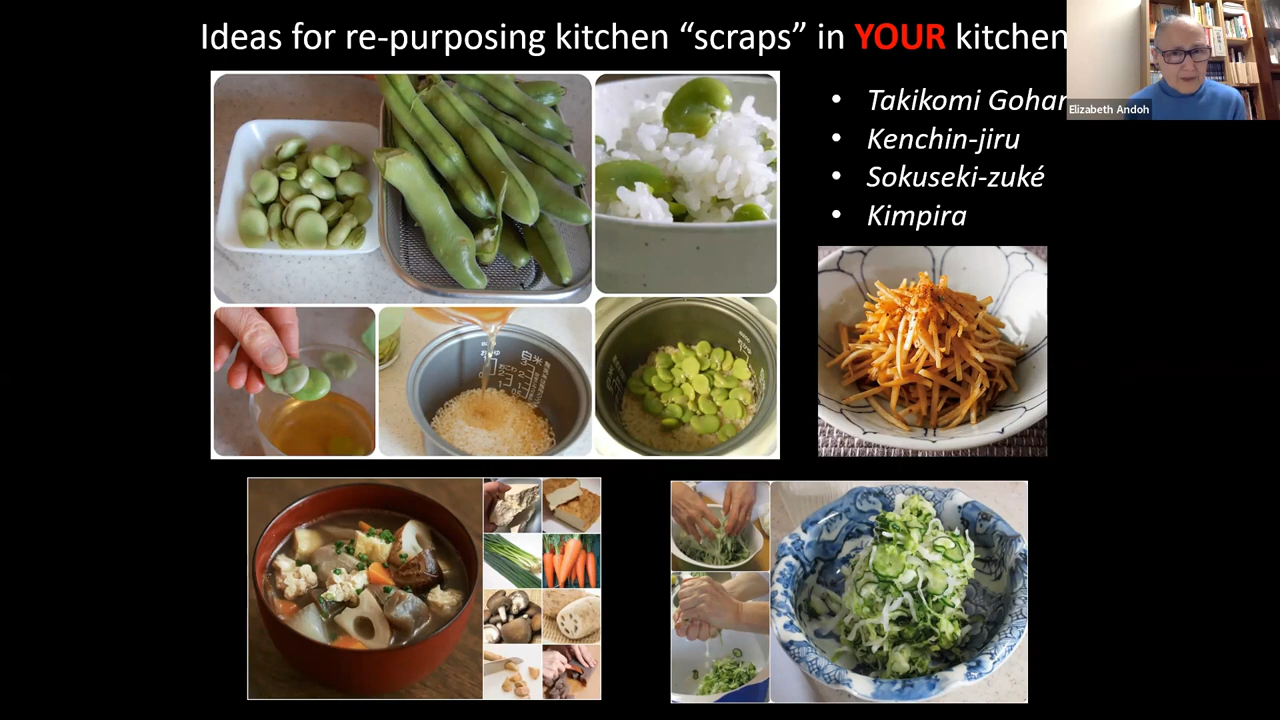 Ideas for re-purposing kitchen “scraps” in YOUR kitchen
• Takikomi Gohan
• Kenchin-jiru
• Sokuseki-zuké
• Kimpira
Elizabeth Andoh